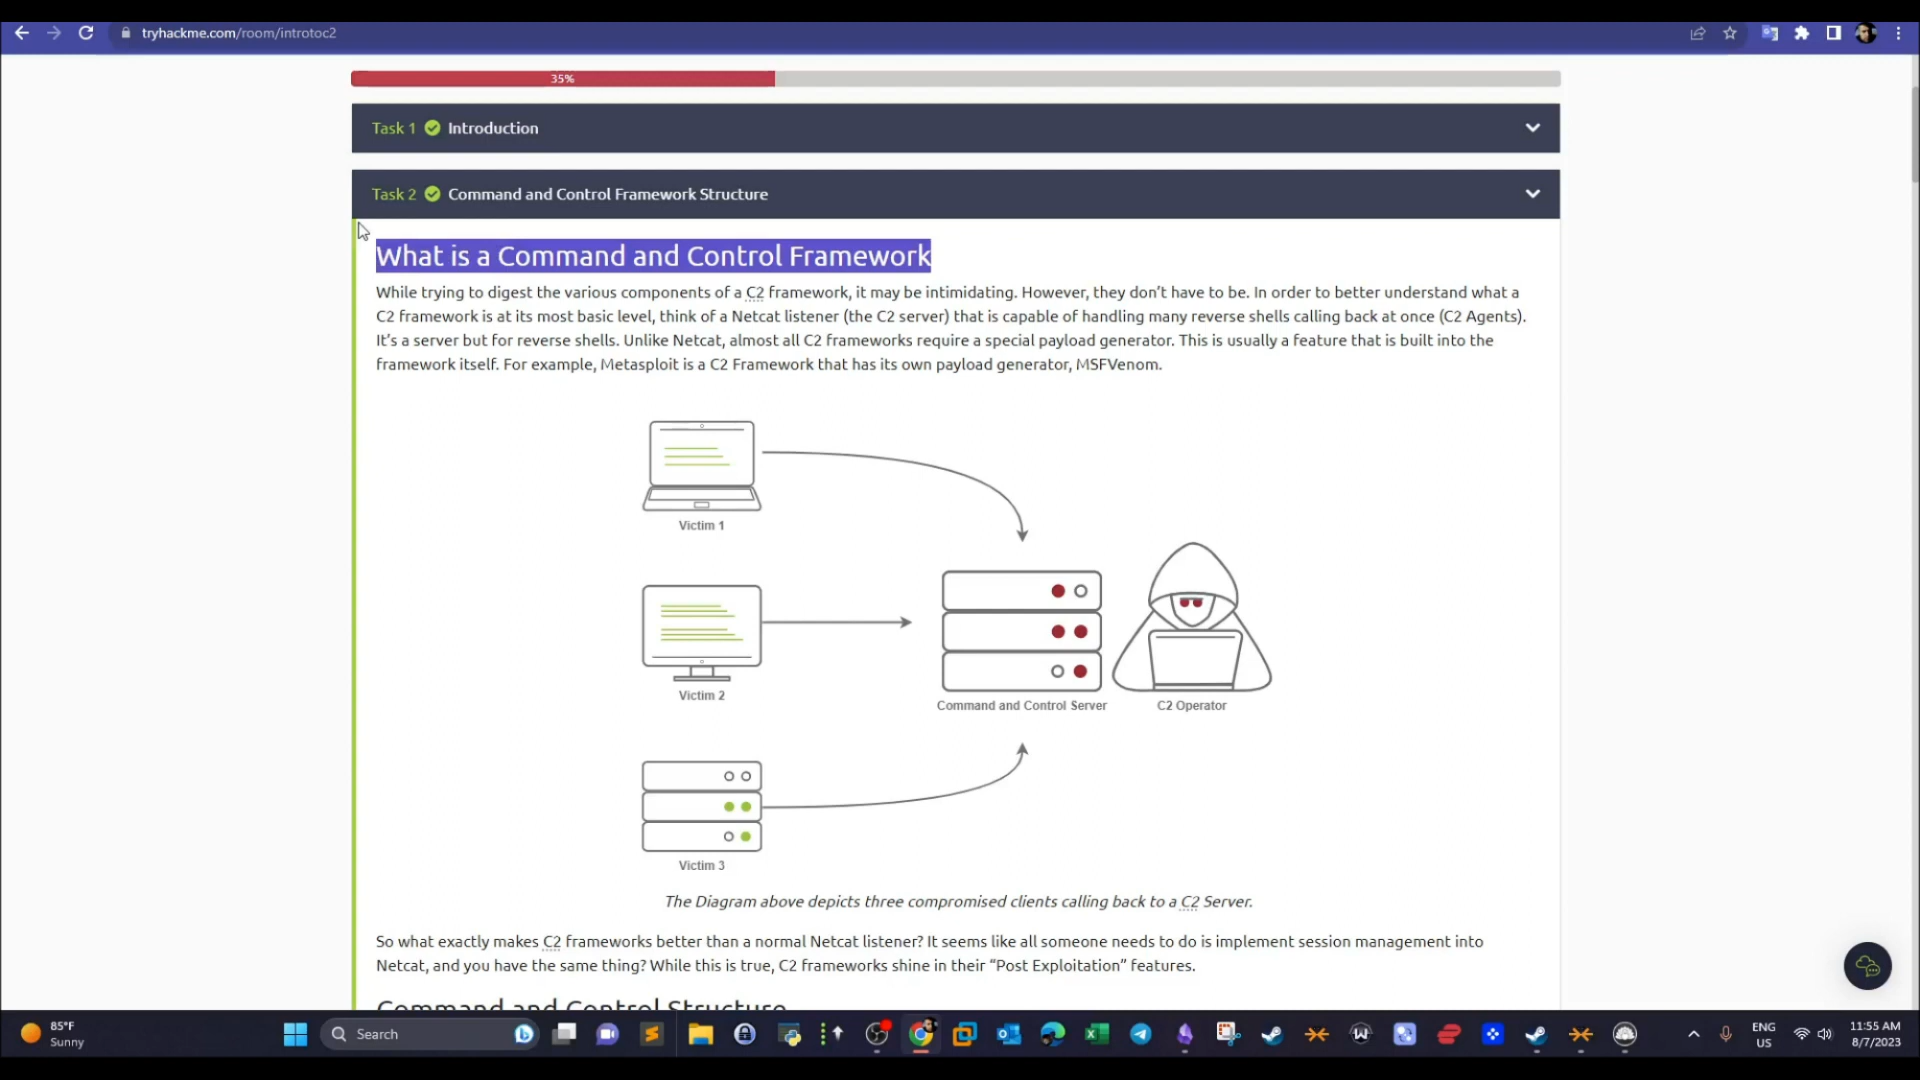 tryhackme.com/room/introtoc2
35%
Task 1 Introduction
Task 2 Command and Control Framework Structure
What is a Command and Control Framework
While trying to digest the various components of a C2 framework, it may be intimidating. However, they don't have to be. In order to better understand what a
C2 framework is at its most basic level, think of a Netcat listener (the C2 server) that is capable of handling many reverse shells calling back at once (C2 Agents).
It's a server but for reverse shells. Unlike Netcat, almost all C2 frameworks require a special payload generator. This is usually a feature that is built into the
framework itself. For example, Metasploit is a C2 Framework that has its own payload generator, MSFVenom.
Victim 1
Victim 2
Command and Control Server
C2 Operator
Victim 3
The Diagram above depicts three compromised clients calling back to a C2 Server.
So what exactly makes C2 frameworks better than a normal Netcat listener? It seems like all someone needs to do is implement session management into
Netcat, and you have the same thing? While this is true, C2 frameworks shine in their “Post Exploitation” features.
Command and Control Structure
85°F
Sunny
Search
ENG
US
11:55 AM
8/7/2023